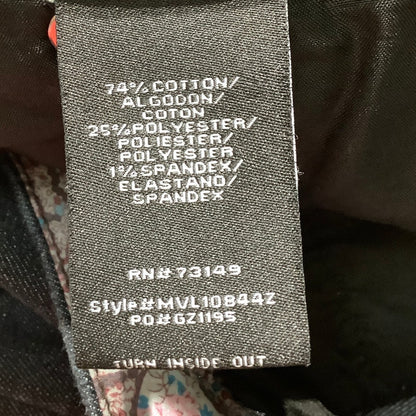 74% COTTON/
ALGODON/
COTON
25% POLYESTER/
POLIESTER/
POLYESTER
1% SPANDEX/
ELASTANO/
SPANDEX
RN# 73149
Style#MVL10844Z
PO#GZ1195
TURN INSIDE OUT